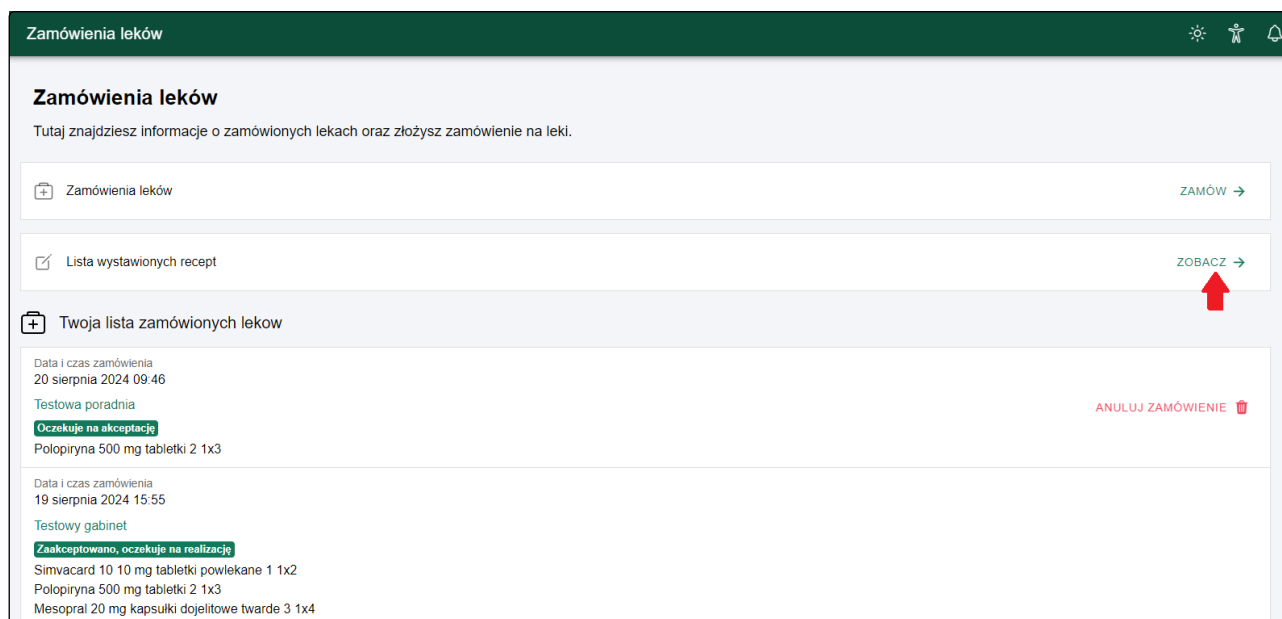 Zamówienia leków
Zamówienia leków
Tutaj znajdziesz informacje o zamówionych lekach oraz złożysz zamówienie na leki.
Zamówienia leków
ZAMÓW
Lista wystawionych recept
ZOBACZ
Twoja lista zamówionych lekow
Data i czas zamówienia
20 sierpnia 2024 09:46
Testowa poradnia
ANULUJ ZAMÓWIENIE
Oczekuje na akceptację
Polopiryna 500 mg tabletki 2 1x3
Data i czas zamówienia
19 sierpnia 2024 15:55
Testowy gabinet
Zaakceptowano, oczekuje na realizację
Simvacard 10 10 mg tabletki powlekane 1 1x2
Polopiryna 500 mg tabletki 2 1x3
Mesopral 20 mg kapsułki dojelitowe twarde 3 1x4